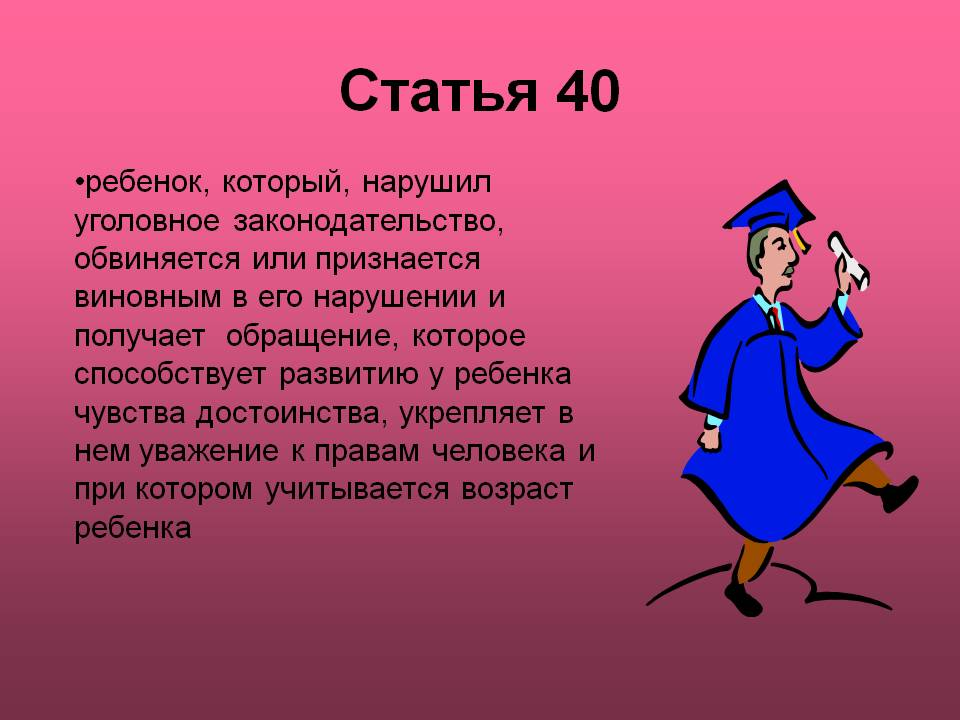 Статья 40
•ребенок, который, нарушил
уголовное законодательство,
обвиняется или признается
виновным в его нарушении и
получает  обращение, которое
способствует развитию у ребенка
чувства достоинства, укрепляет в
нем уважение к правам человека и
при котором учитывается возраст
ребенка